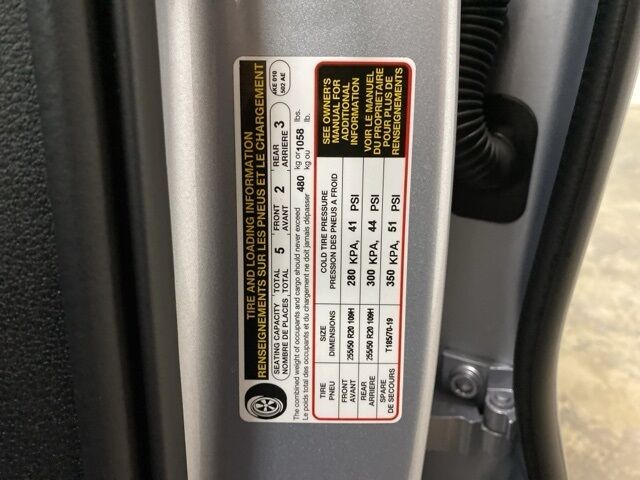 TIRE AND LOADING INFORMATION
RENSEIGNEMENTS SUR LES PNEUS ET LE CHARGEMENT
4KE 010
502 AE
SEATING CAPACITY TOTAL 5 FRONT 2 REAR 3
NOMBRE DE PLACES TOTAL AVANT ARRIERE
The combined weight of occupants and cargo should never exceed 480 kg or 1058 lbs.
Le poids total des occupants et du chargement ne doit jamais dépasser kg ou lb.
TIRE SIZE COLD TIRE PRESSURE
PNEU DIMENSIONS PRESSION DES PNEUS A FROID
FRONT
AVANT 255/50 R20 109H 280 KPA, 41 PSI
REAR
ARRIERE 255/50 R20 109H 300 KPA, 44 PSI
SPARE
DE SECOURS T185/70-19 350 KPA, 51 PSI
SEE OWNER'S
MANUAL FOR
ADDITIONAL
INFORMATION
VOIR LE MANUEL
DU PROPRIETAIRE
POUR PLUS DE
RENSEIGNEMENTS